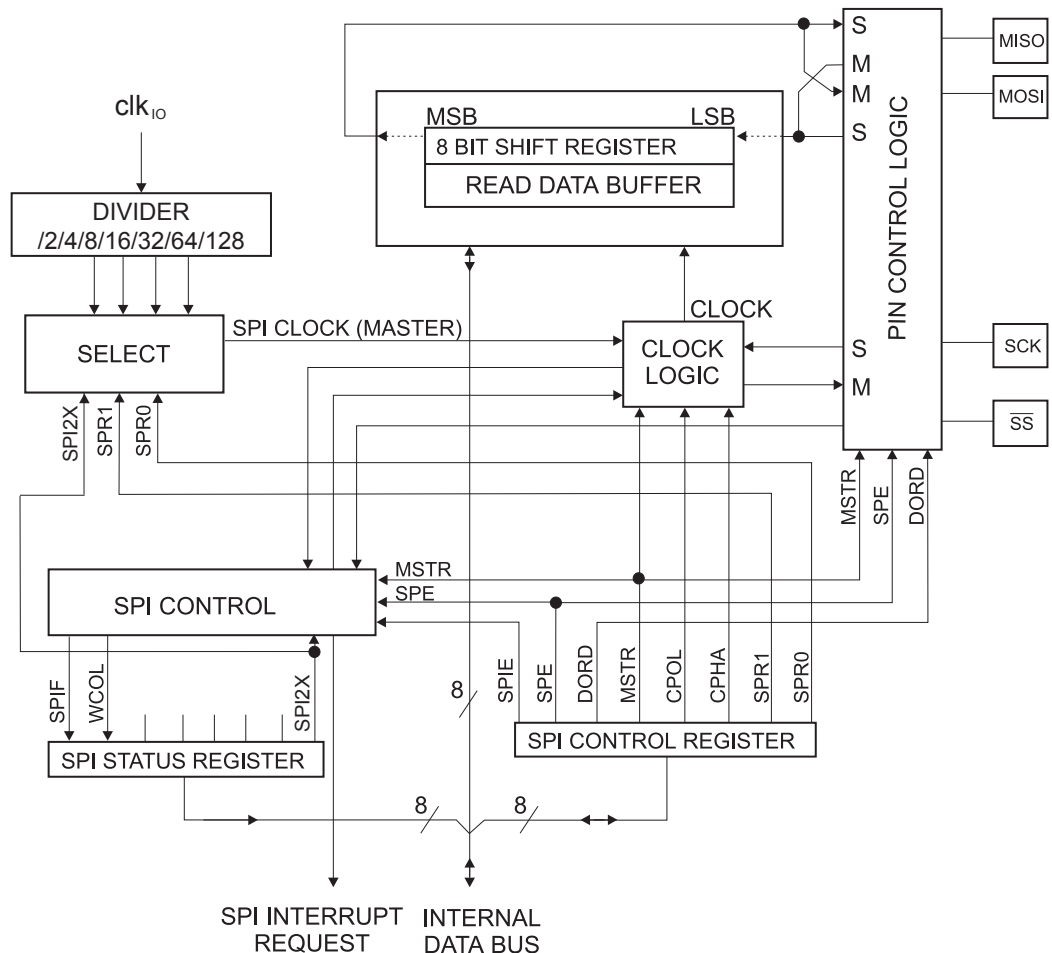 S
MISO
M
M
MOSI
clk IO
MSB
LSB
8 BIT SHIFT REGISTER
S
READ DATA BUFFER
PIN CONTROL LOGIC
DIVIDER
/2/4/8/16/32/64/128
SPI CLOCK (MASTER)
CLOCK
SELECT
CLOCK
LOGIC
S
M
SCK
SS
SPI2X
SPR1
SPR0
MSTR
SPE
DORD
MSTR
SPE
SPI CONTROL
SPIF
WCOL
SPI2X
8
SPIE
SPE
DORD
MSTR
CPOL
CPHA
SPR1
SPR0
SPI STATUS REGISTER
SPI CONTROL REGISTER
8
8
SPI INTERRUPT
REQUEST
INTERNAL
DATA BUS